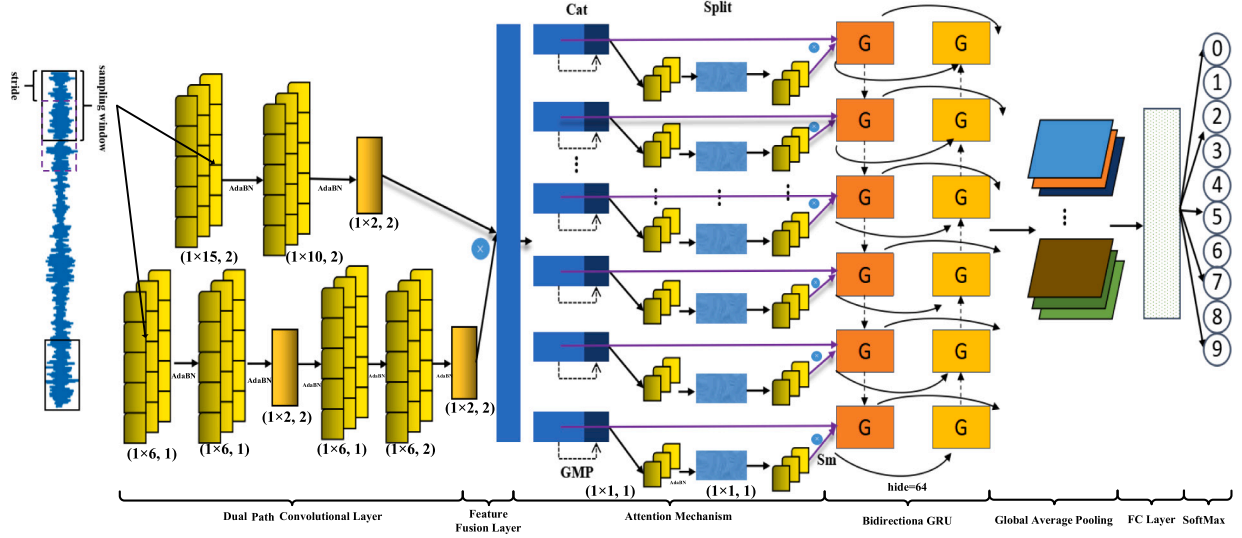 Cat
Split
stride
sampling window
AdaBN
AdaBN
(1×2, 2)
(1×15, 2)
(1×10, 2)
×
AdaBN
AdaBN
AdaBN
AdaBN
(1×2, 2)
(1×2, 2)
(1×6, 1)
(1×6, 1)
(1×6, 1)
(1×6, 2)
×
×
×
×
×
×
G
G
G
G
G
G
G
G
G
G
G
G
0
1
2
3
4
5
6
7
8
9
GMP
AdaBN
Sm
(1×1, 1)
(1×1, 1)
hide=64
Dual Path Convolutional Layer
Feature
Fusion Layer
Attention Mechanism
Bidirectiona GRU
Global Average Pooling
FC Layer
SoftMax